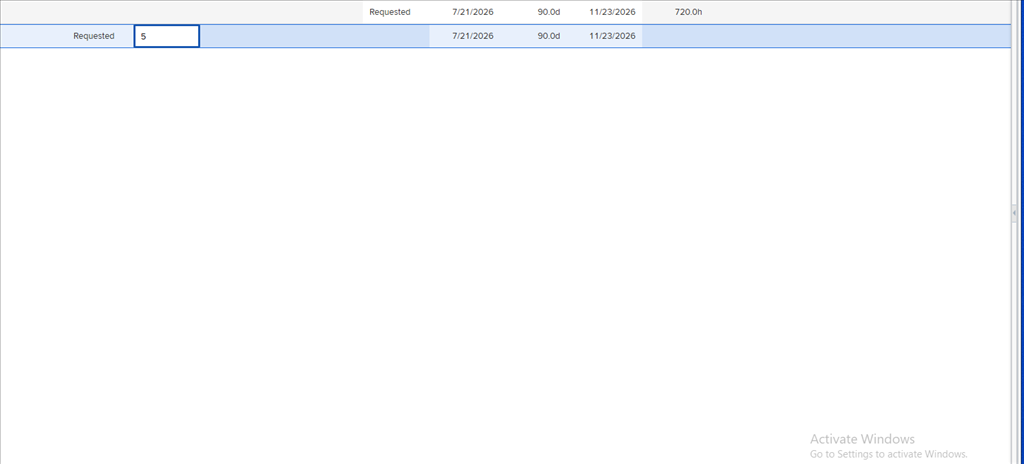 Requested 7/21/2026 90.0d 11/23/2026 720.0h
Requested 5 7/21/2026 90.0d 11/23/2026
Activate Windows
Go to Settings to activate Windows.